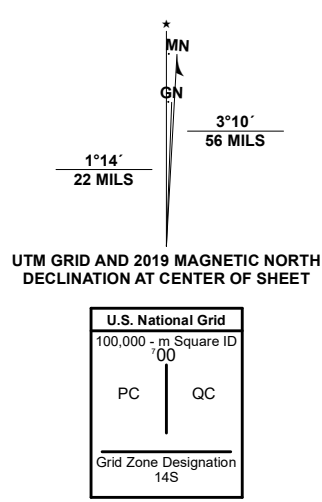 ★
MN
GN
3°10´
56 MILS
1°14´
22 MILS
UTM GRID AND 2019 MAGNETIC NORTH
DECLINATION AT CENTER OF SHEET
U.S. National Grid
100,000 - m Square ID
⁷00
PC QC
Grid Zone Designation
14S